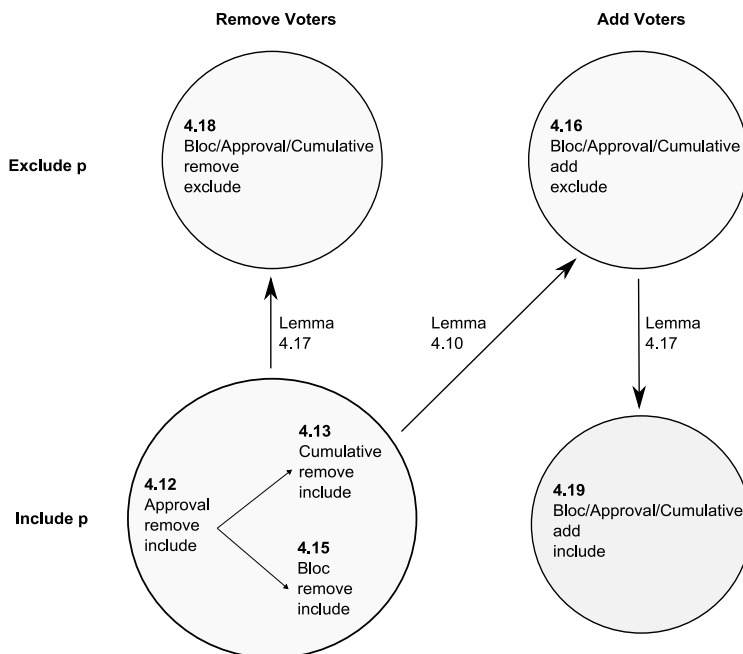 Remove Voters
Add Voters
Exclude p
4.18
Bloc/Approval/Cumulative
remove
exclude
4.16
Bloc/Approval/Cumulative
add
exclude
Lemma
4.17
Lemma
4.10
Lemma
4.17
Include p
4.12
Approval
remove
include
4.13
Cumulative
remove
include
4.15
Bloc
remove
include
4.19
Bloc/Approval/Cumulative
add
include